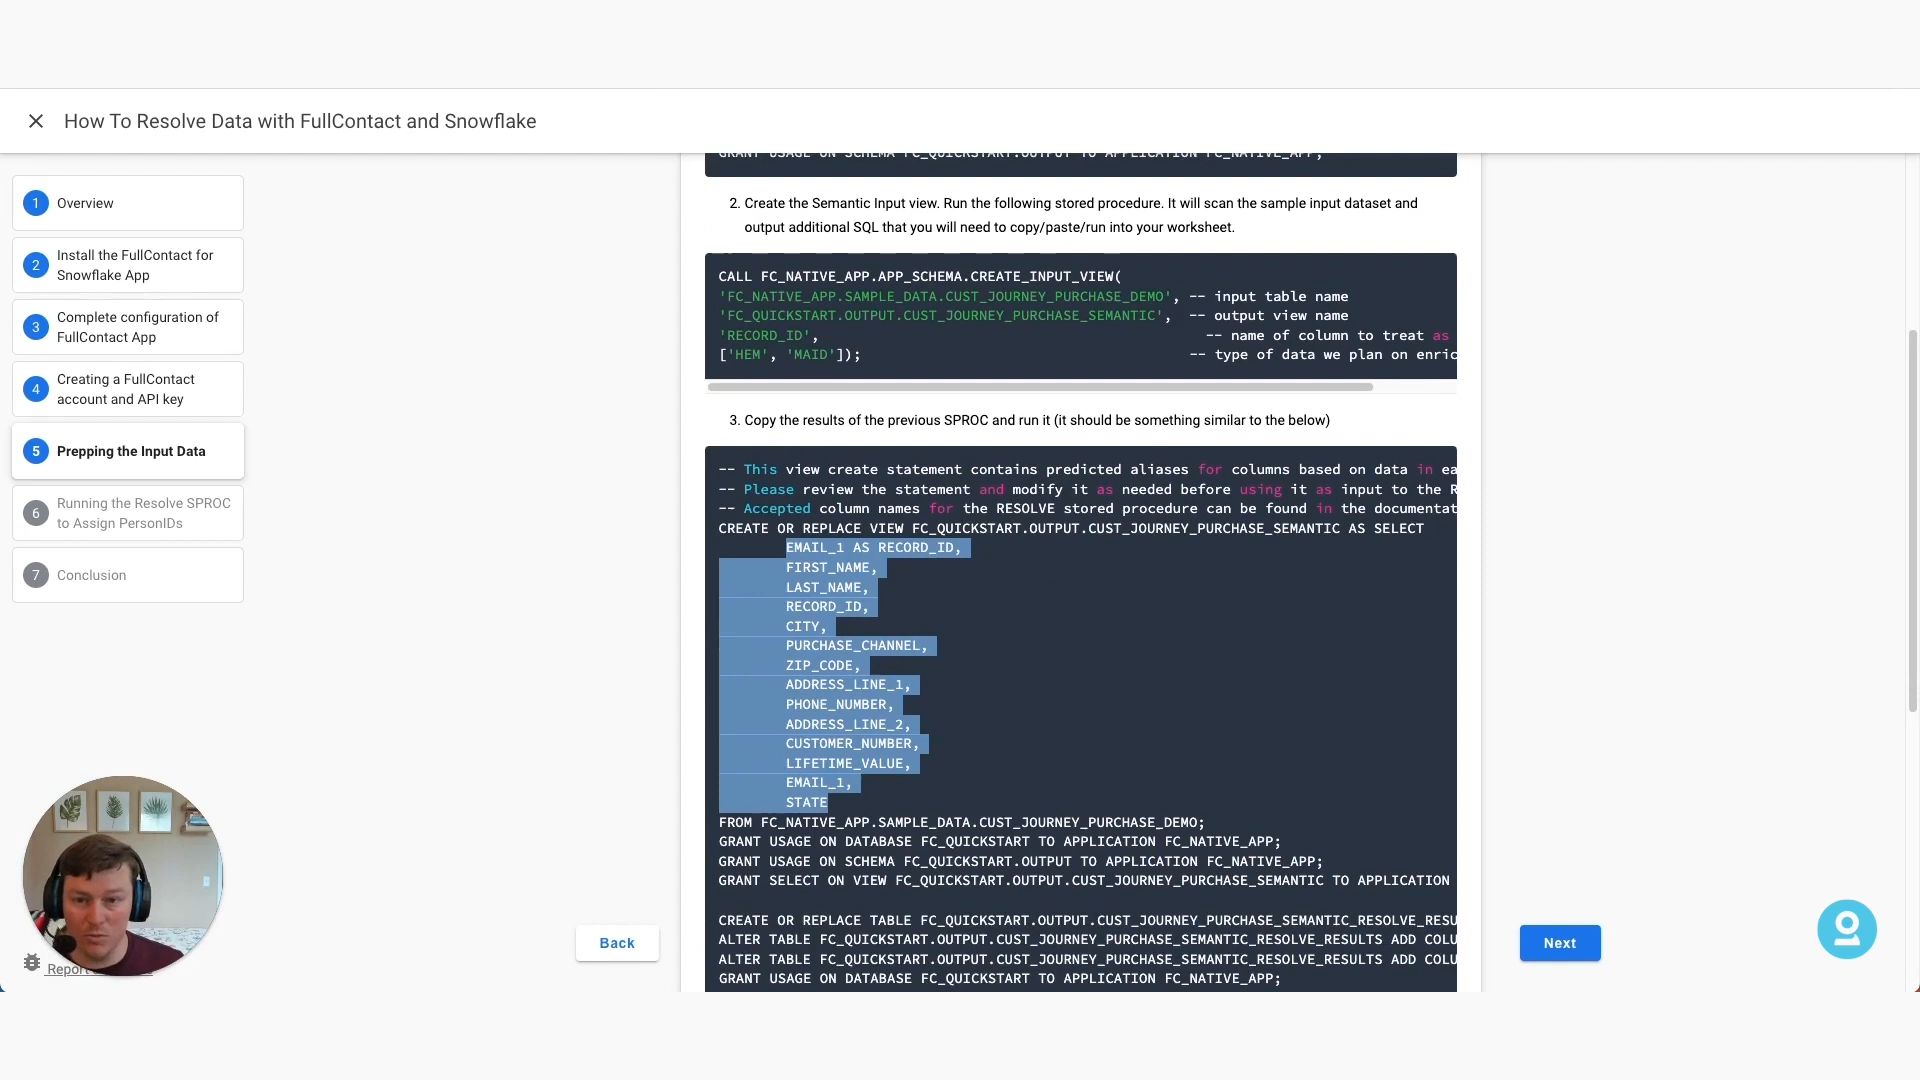 How To Resolve Data with FullContact and Snowflake
1 Overview
2 Install the FullContact for
Snowflake App
3 Complete configuration of
FullContact App
4 Creating a FullContact
account and API key
5 Prepping the Input Data
6 Running the Resolve SPROC
to Assign PersonIDs
7 Conclusion
Report
GRANT USAGE ON SCHEMA FC_QUICKSTART.OUTPUT TO APPLICATION FC_NATIVE_APP;
2. Create the Semantic Input view. Run the following stored procedure. It will scan the sample input dataset and
output additional SQL that you will need to copy/paste/run into your worksheet.
CALL FC_NATIVE_APP.APP_SCHEMA.CREATE_INPUT_VIEW(
'FC_NATIVE_APP.SAMPLE_DATA.CUST_JOURNEY_PURCHASE_DEMO', -- input table name
'FC_QUICKSTART.OUTPUT.CUST_JOURNEY_PURCHASE_SEMANTIC', -- output view name
'RECORD_ID', -- name of column to treat as
['HEM', 'MAID']); -- type of data we plan on enric
3. Copy the results of the previous SPROC and run it (it should be something similar to the below)
-- This view create statement contains predicted aliases for columns based on data in ea
-- Please review the statement and modify it as needed before using it as input to the R
-- Accepted column names for the RESOLVE stored procedure can be found in the documentat
CREATE OR REPLACE VIEW FC_QUICKSTART.OUTPUT.CUST_JOURNEY_PURCHASE_SEMANTIC AS SELECT
EMAIL_1 AS RECORD_ID,
FIRST_NAME,
LAST_NAME,
RECORD_ID,
CITY,
PURCHASE_CHANNEL,
ZIP_CODE,
ADDRESS_LINE_1,
PHONE_NUMBER,
ADDRESS_LINE_2,
CUSTOMER_NUMBER,
LIFETIME_VALUE,
EMAIL_1,
STATE
FROM FC_NATIVE_APP.SAMPLE_DATA.CUST_JOURNEY_PURCHASE_DEMO;
GRANT USAGE ON DATABASE FC_QUICKSTART TO APPLICATION FC_NATIVE_APP;
GRANT USAGE ON SCHEMA FC_QUICKSTART.OUTPUT TO APPLICATION FC_NATIVE_APP;
GRANT SELECT ON VIEW FC_QUICKSTART.OUTPUT.CUST_JOURNEY_PURCHASE_SEMANTIC TO APPLICATION
CREATE OR REPLACE TABLE FC_QUICKSTART.OUTPUT.CUST_JOURNEY_PURCHASE_SEMANTIC_RESOLVE_RESU
ALTER TABLE FC_QUICKSTART.OUTPUT.CUST_JOURNEY_PURCHASE_SEMANTIC_RESOLVE_RESULTS ADD COLU
ALTER TABLE FC_QUICKSTART.OUTPUT.CUST_JOURNEY_PURCHASE_SEMANTIC_RESOLVE_RESULTS ADD COLU
GRANT USAGE ON DATABASE FC_QUICKSTART TO APPLICATION FC_NATIVE_APP;
Back
Next